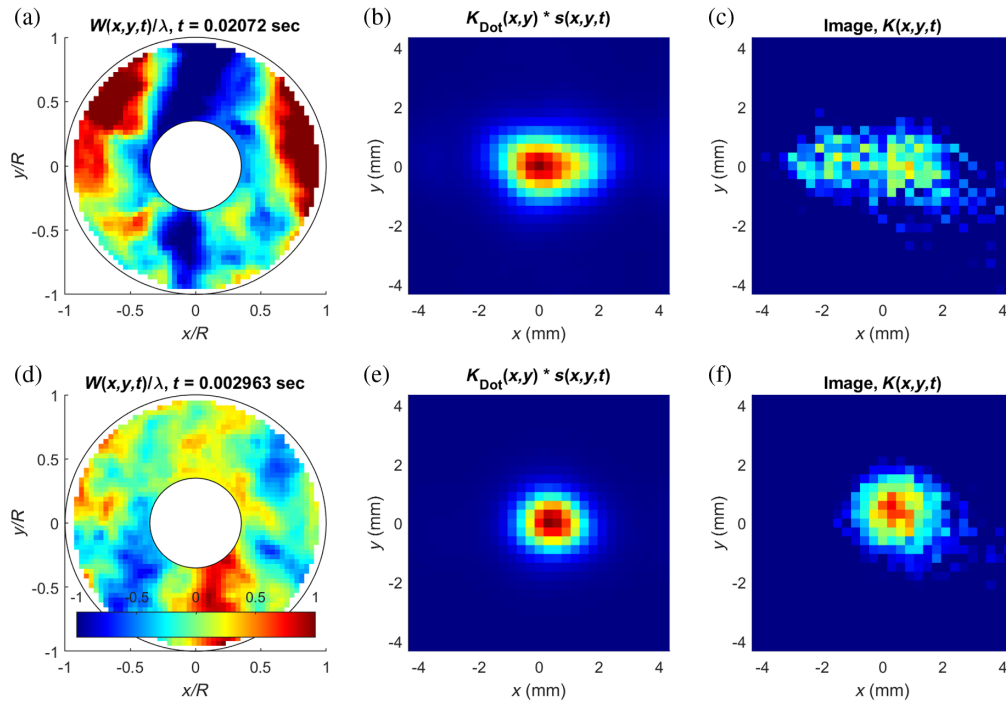 (a)
W(x,y,t)/λ, t = 0.02072 sec
1
0.5
0
-0.5
-1
y/R
-1 -0.5 0 0.5 1
x/R
(b)
K_Dot(x,y) * s(x,y,t)
4
2
0
-2
-4
y (mm)
-4 -2 0 2 4
x (mm)
(c)
Image, K(x,y,t)
4
2
0
-2
-4
y (mm)
-4 -2 0 2 4
x (mm)
(d)
W(x,y,t)/λ, t = 0.002963 sec
1
0.5
0
-0.5
-1
y/R
-1 -0.5 0 0.5 1
-1 -0.5 0 0.5 1
x/R
(e)
K_Dot(x,y) * s(x,y,t)
4
2
0
-2
-4
y (mm)
-4 -2 0 2 4
x (mm)
(f)
Image, K(x,y,t)
4
2
0
-2
-4
y (mm)
-4 -2 0 2 4
x (mm)